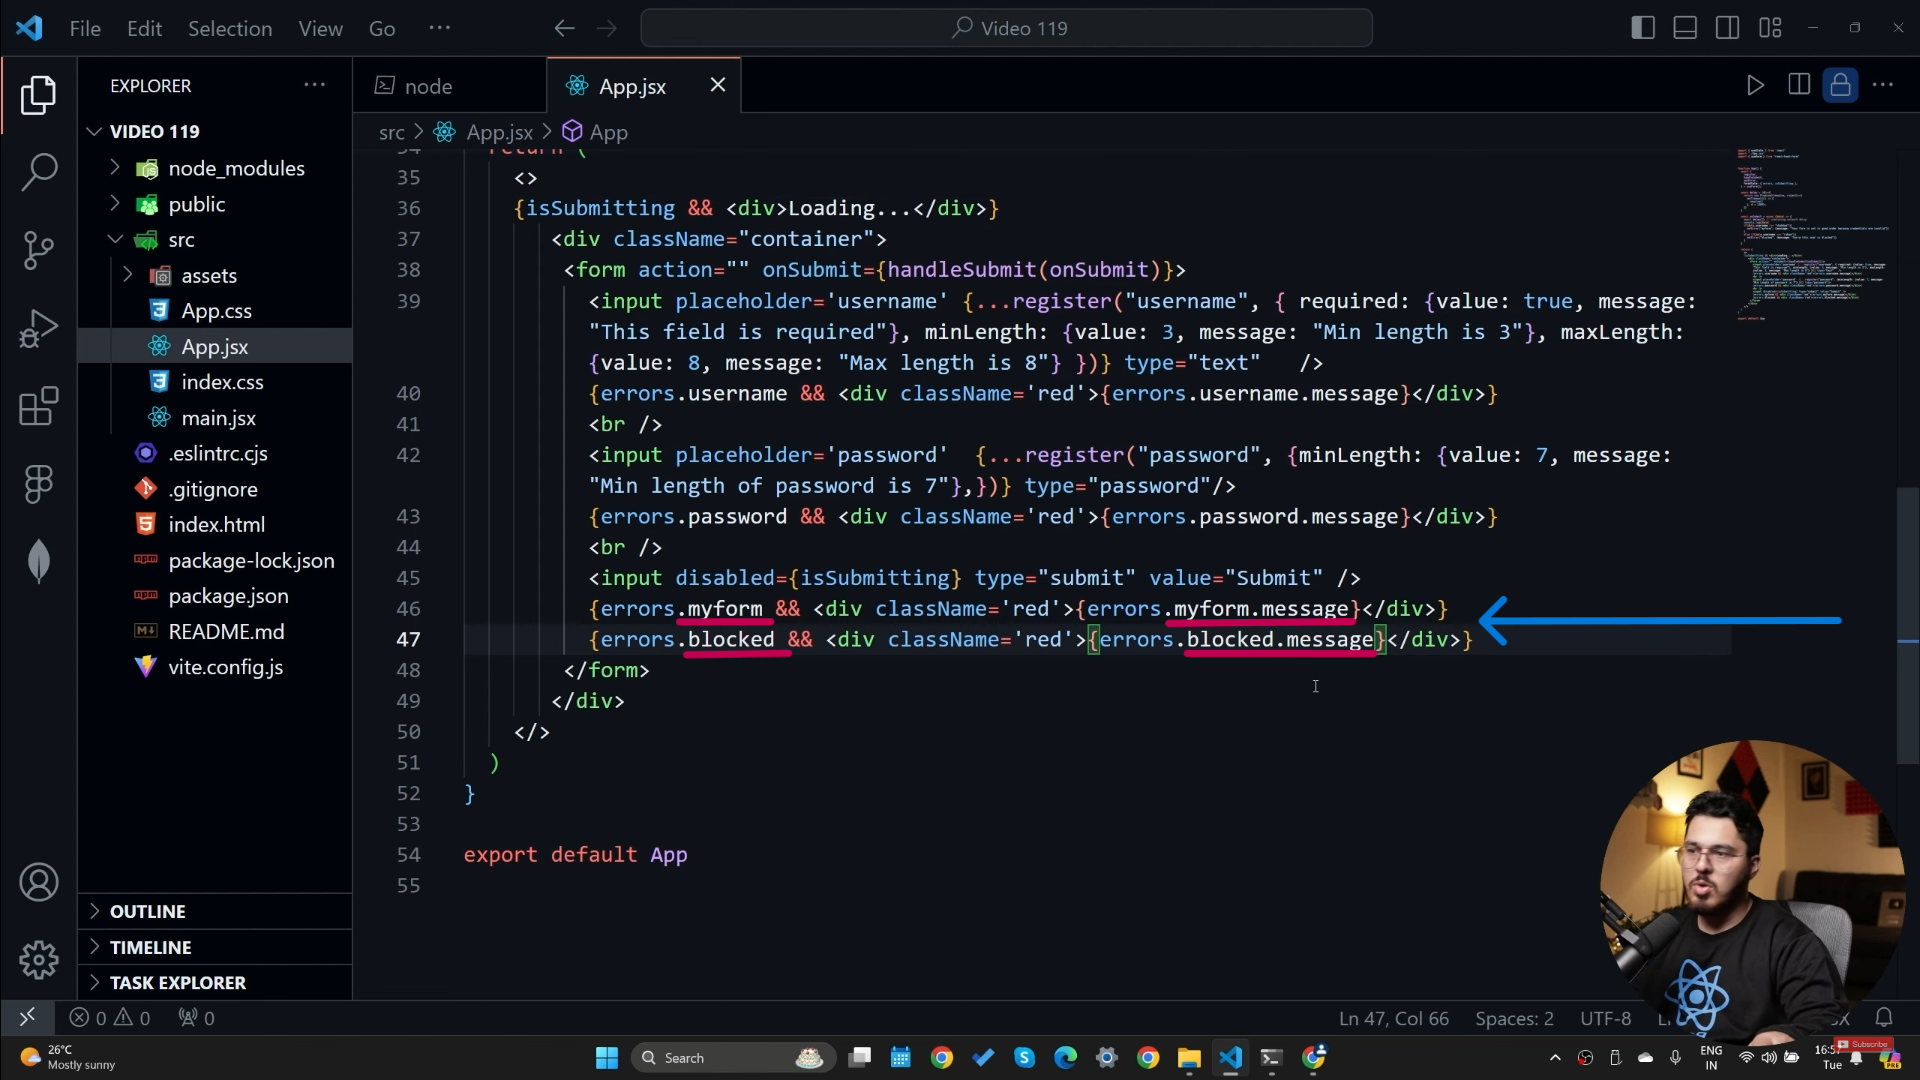 File Edit Selection View Go ···
Video 119
EXPLORER ···
node
App.jsx
VIDEO 119
src > App.jsx > App
node_modules
public
src
assets
App.css
App.jsx
index.css
main.jsx
.eslintrc.cjs
.gitignore
index.html
package-lock.json
package.json
README.md
vite.config.js
OUTLINE
TIMELINE
TASK EXPLORER
34 return (
35 <>
36 {isSubmitting && <div>Loading...</div>}
37 <div className="container">
38 <form action="" onSubmit={handleSubmit(onSubmit)}>
39 <input placeholder='username' {...register("username", { required: {value: true, message:
"This field is required"}, minLength: {value: 3, message: "Min length is 3"}, maxLength:
{value: 8, message: "Max length is 8"} })} type="text" />
40 {errors.username && <div className='red'>{errors.username.message}</div>}
41 <br />
42 <input placeholder='password' {...register("password", {minLength: {value: 7, message:
"Min length of password is 7"},})} type="password"/>
43 {errors.password && <div className='red'>{errors.password.message}</div>}
44 <br />
45 <input disabled={isSubmitting} type="submit" value="Submit" />
46 {errors.myform && <div className='red'>{errors.myform.message}</div>}
47 {errors.blocked && <div className='red'>{errors.blocked.message}</div>}
48 </form>
49 </div>
50 </>
51 )
52 }
53
54 export default App
55
0 0 0
Ln 47, Col 66 Spaces: 2 UTF-8
26°C
Mostly sunny
Search
ENG
IN
16:57
Tue
Subscribe